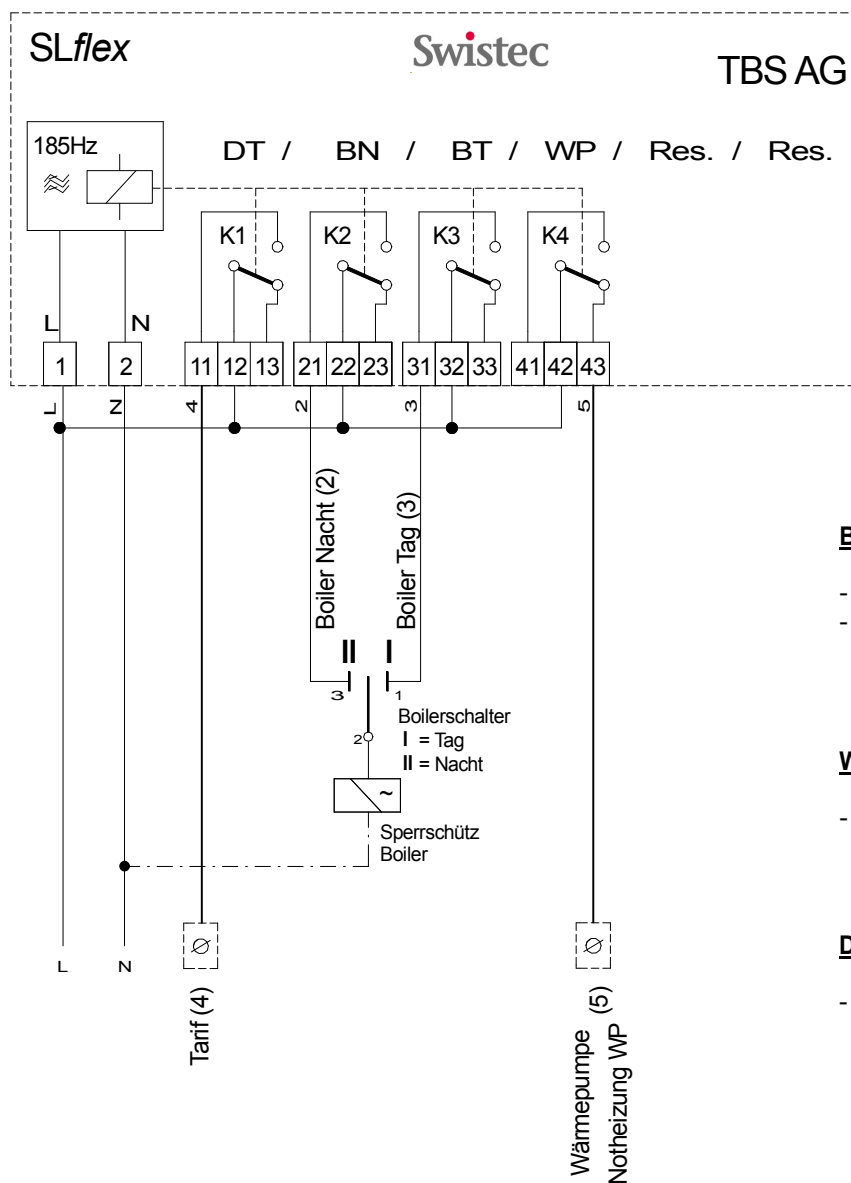 SLflex Swistec TBS AG
185Hz
DT / BN / BT / WP / Res. / Res.
K1 K2 K3 K4
L N
1 2 11 12 13 21 22 23 31 32 33 41 42 43
L N 4 2 3 5
Boiler Nacht (2)
Boiler Tag (3)
B
-
-
II I
3 1
Boilerschalter
2 I = Tag
II = Nacht
W
-
~
Sperrschütz
Boiler
D
-
L N
Tarif (4)
Wärmepumpe (5)
Notheizung WP